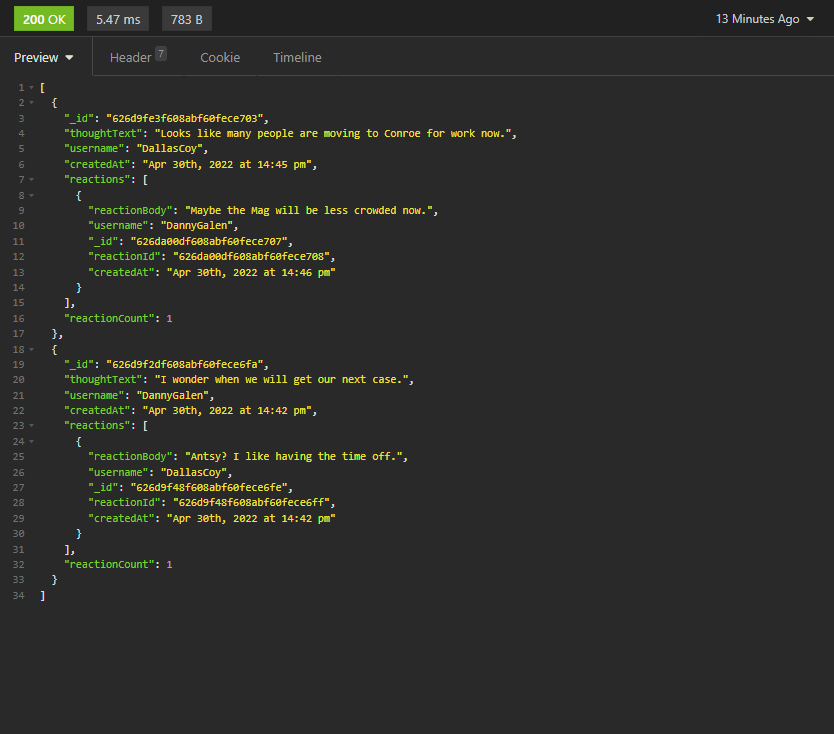 200 OK 5.47 ms 783 B 13 Minutes Ago
Preview Header 7 Cookie Timeline
1 [
2 {
3 "_id": "626d9fe3f608abf60fece703",
4 "thoughtText": "Looks like many people are moving to Conroe for work now.",
5 "username": "DallasCoy",
6 "createdAt": "Apr 30th, 2022 at 14:45 pm",
7 "reactions": [
8 {
9 "reactionBody": "Maybe the Mag will be less crowded now.",
10 "username": "DannyGalen",
11 "_id": "626da00df608abf60fece707",
12 "reactionId": "626da00df608abf60fece708",
13 "createdAt": "Apr 30th, 2022 at 14:46 pm"
14 }
15 ],
16 "reactionCount": 1
17 },
18 {
19 "_id": "626d9f2df608abf60fece6fa",
20 "thoughtText": "I wonder when we will get our next case.",
21 "username": "DannyGalen",
22 "createdAt": "Apr 30th, 2022 at 14:42 pm",
23 "reactions": [
24 {
25 "reactionBody": "Antsy? I like having the time off.",
26 "username": "DallasCoy",
27 "_id": "626d9f48f608abf60fece6fe",
28 "reactionId": "626d9f48f608abf60fece6ff",
29 "createdAt": "Apr 30th, 2022 at 14:42 pm"
30 }
31 ],
32 "reactionCount": 1
33 }
34 ]